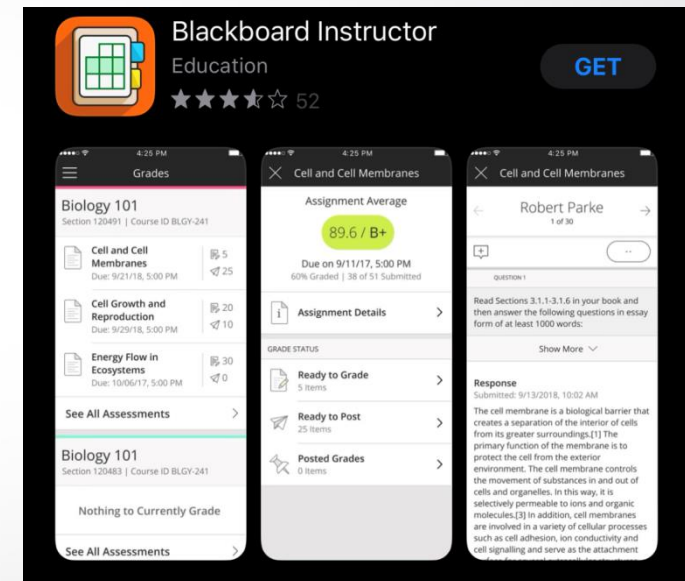 Blackboard Instructor
Education
52
GET
4:25 PM
Grades
Biology 101
Section 120491 | Course ID BLGY-241
Cell and Cell
Membranes
Due: 9/21/18, 5:00 PM
5
25
Cell Growth and
Reproduction
Due: 9/29/18, 5:00 PM
20
10
Energy Flow in
Ecosystems
Due: 10/06/17, 5:00 PM
30
0
See All Assessments
Biology 101
Section 120483 | Course ID BLGY-241
Nothing to Currently Grade
See All Assessments
4:25 PM
Cell and Cell Membranes
Assignment Average
89.6 / B+
Due on 9/11/17, 5:00 PM
60% Graded | 38 of 51 Submitted
Assignment Details
GRADE STATUS
Ready to Grade
5 Items
Ready to Post
25 Items
Posted Grades
0 Items
4:25 PM
Cell and Cell Membranes
Robert Parke
1 of 30
QUESTION 1
Read Sections 3.1.1-3.1.6 in your book and
then answer the following questions in essay
form of at least 1000 words:
Show More
Response
Submitted: 9/13/2018, 10:02 AM
The cell membrane is a biological barrier that
creates a separation of the interior of cells
from its greater surroundings.[1] The
primary function of the membrane is to
protect the cell from the exterior
environment. The cell membrane controls
the movement of substances in and out of
cells and organelles. In this way, it is
selectively permeable to ions and organic
molecules.[3] In addition, cell membranes
are involved in a variety of cellular processes
such as cell adhesion, ion conductivity and
cell signalling and serve as the attachment